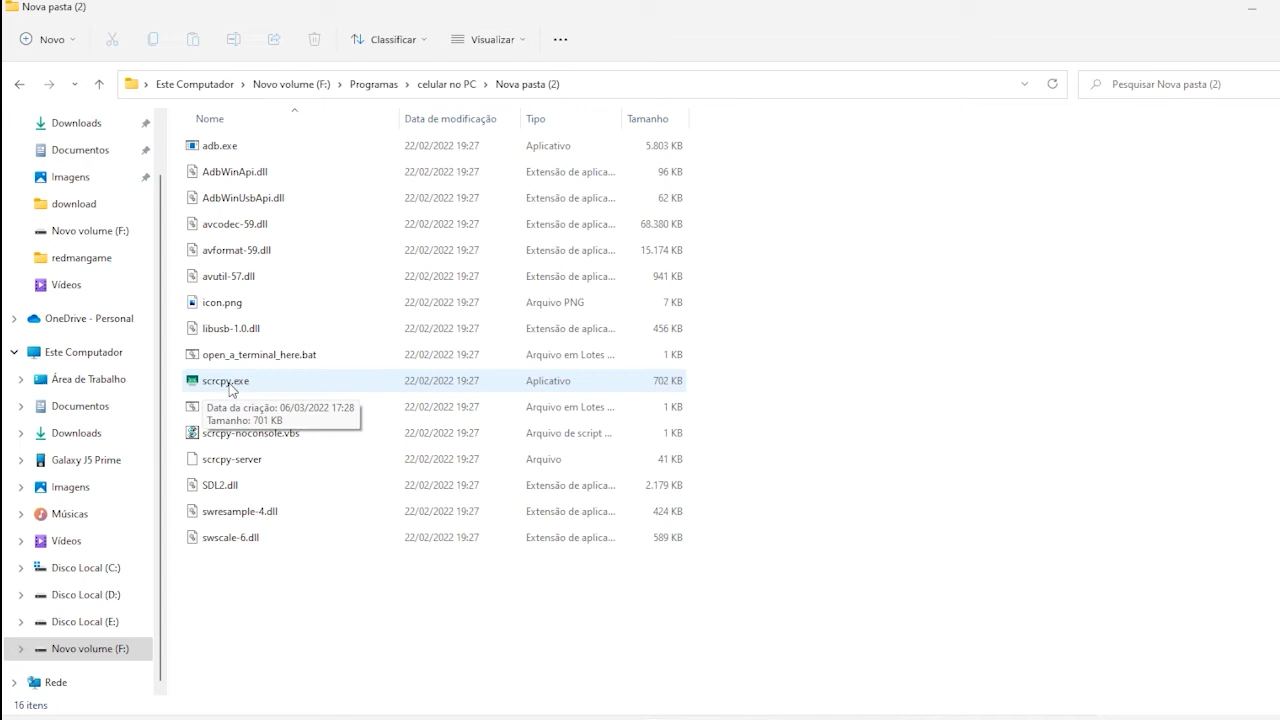 Nova pasta (2)
Novo
Classificar
Visualizar
Este Computador > Novo volume (F:) > Programas > celular no PC > Nova pasta (2)
Pesquisar Nova pasta (2)
Downloads
Documentos
Imagens
download
Novo volume (F:)
redmangame
Vídeos
OneDrive - Personal
Este Computador
Área de Trabalho
Documentos
Downloads
Galaxy J5 Prime
Imagens
Músicas
Vídeos
Disco Local (C:)
Disco Local (D:)
Disco Local (E:)
Novo volume (F:)
Rede
Nome Data de modificação Tipo Tamanho
adb.exe 22/02/2022 19:27 Aplicativo 5.803 KB
AdbWinApi.dll 22/02/2022 19:27 Extensão de aplica... 96 KB
AdbWinUsbApi.dll 22/02/2022 19:27 Extensão de aplica... 62 KB
avcodec-59.dll 22/02/2022 19:27 Extensão de aplica... 68.380 KB
avformat-59.dll 22/02/2022 19:27 Extensão de aplica... 15.174 KB
avutil-57.dll 22/02/2022 19:27 Extensão de aplica... 941 KB
icon.png 22/02/2022 19:27 Arquivo PNG 7 KB
libusb-1.0.dll 22/02/2022 19:27 Extensão de aplica... 456 KB
open_a_terminal_here.bat 22/02/2022 19:27 Arquivo em Lotes ... 1 KB
scrcpy.exe 22/02/2022 19:27 Aplicativo 702 KB
22/02/2022 19:27 Arquivo em Lotes ... 1 KB
Data da criação: 06/03/2022 17:28
Tamanho: 701 KB
scrcpy-noconsole.vbs 22/02/2022 19:27 Arquivo de script ... 1 KB
scrcpy-server 22/02/2022 19:27 Arquivo 41 KB
SDL2.dll 22/02/2022 19:27 Extensão de aplica... 2.179 KB
swresample-4.dll 22/02/2022 19:27 Extensão de aplica... 424 KB
swscale-6.dll 22/02/2022 19:27 Extensão de aplica... 589 KB
16 itens